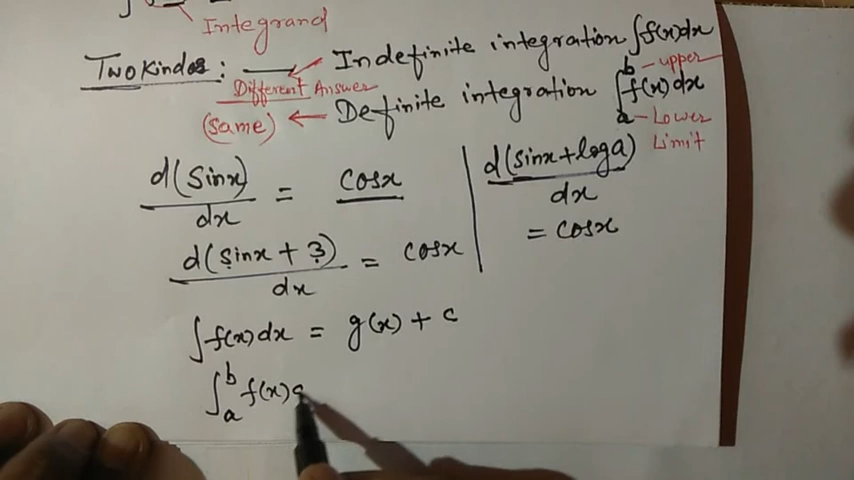 ∫ Integrand
Two Kinds : — Indefinite integration ∫f(x)dx
Different Answer
b - upper
(Same) ← Definite integration ∫f(x)dx
a - Lower
Limit
d(Sinx)/dx = cosx
d(sinx + 3)/dx = cosx
d(sinx + loga)/dx
= cosx
∫f(x)dx = g(x) + c
∫ₐᵇ f(x)